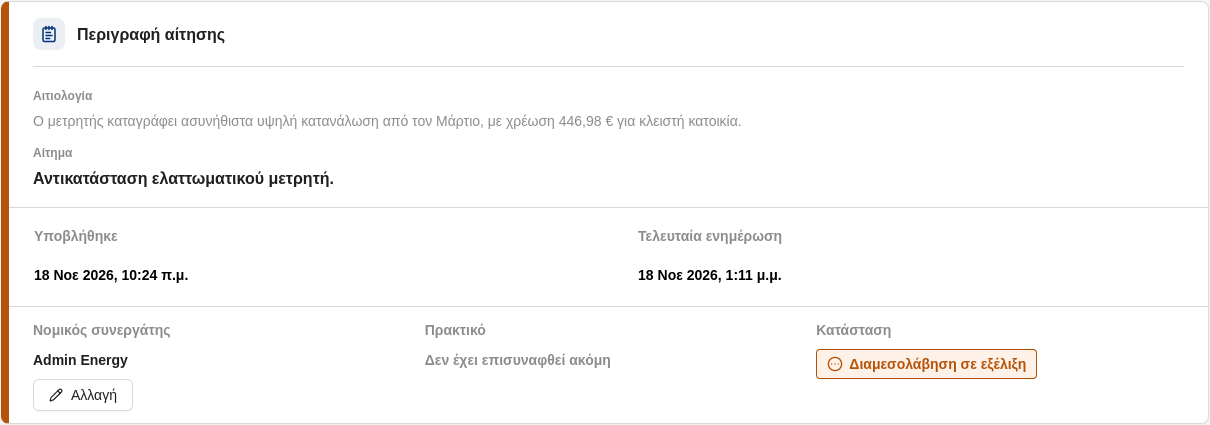 Περιγραφή αίτησης
Αιτιολογία
Ο μετρητής καταγράφει ασυνήθιστα υψηλή κατανάλωση από τον Μάρτιο, με χρέωση 446,98 € για κλειστή κατοικία.
Αίτημα
Αντικατάσταση ελαττωματικού μετρητή.
Υποβλήθηκε
Τελευταία ενημέρωση
18 Νοε 2026, 10:24 π.μ.
18 Νοε 2026, 1:11 μ.μ.
Νομικός συνεργάτης
Πρακτικό
Κατάσταση
Admin Energy
Δεν έχει επισυναφθεί ακόμη
Διαμεσολάβηση σε εξέλιξη
Αλλαγή